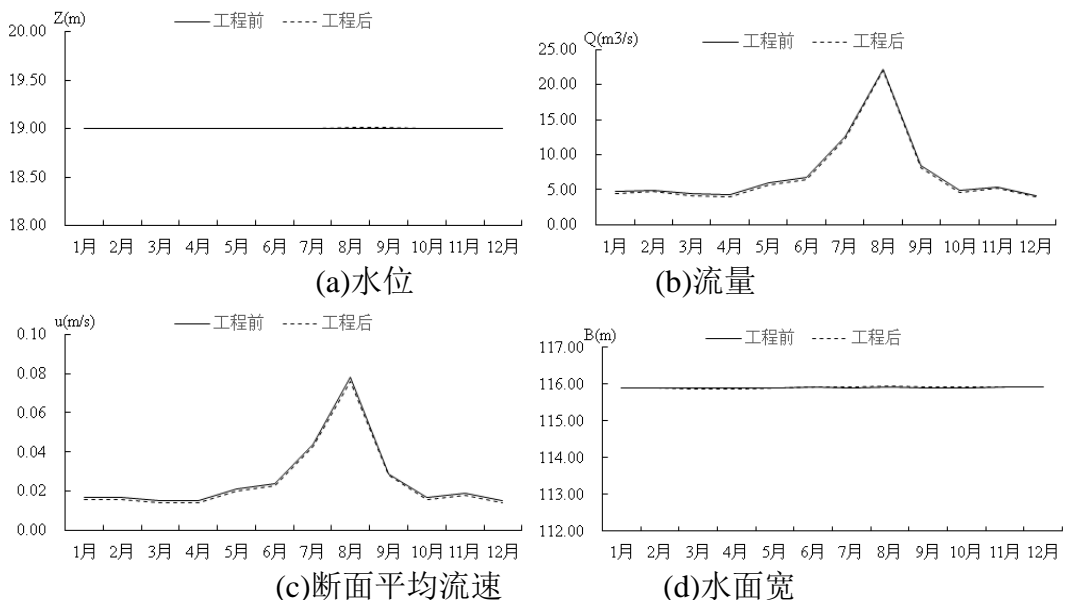 Z(m)
工程前 工程后
20.00
19.50
19.00
18.50
18.00
1月 2月 3月 4月 5月 6月 7月 8月 9月 10月 11月 12月
(a)水位
Q(m3/s)
工程前 工程后
25.00
20.00
15.00
10.00
5.00
0.00
1月 2月 3月 4月 5月 6月 7月 8月 9月 10月 11月 12月
(b)流量
u(m/s)
工程前 工程后
0.10
0.08
0.06
0.04
0.02
0.00
1月 2月 3月 4月 5月 6月 7月 8月 9月 10月 11月 12月
(c)断面平均流速
B(m)
工程前 工程后
117.00
116.00
115.00
114.00
113.00
112.00
1月 2月 3月 4月 5月 6月 7月 8月 9月 10月 11月 12月
(d)水面宽